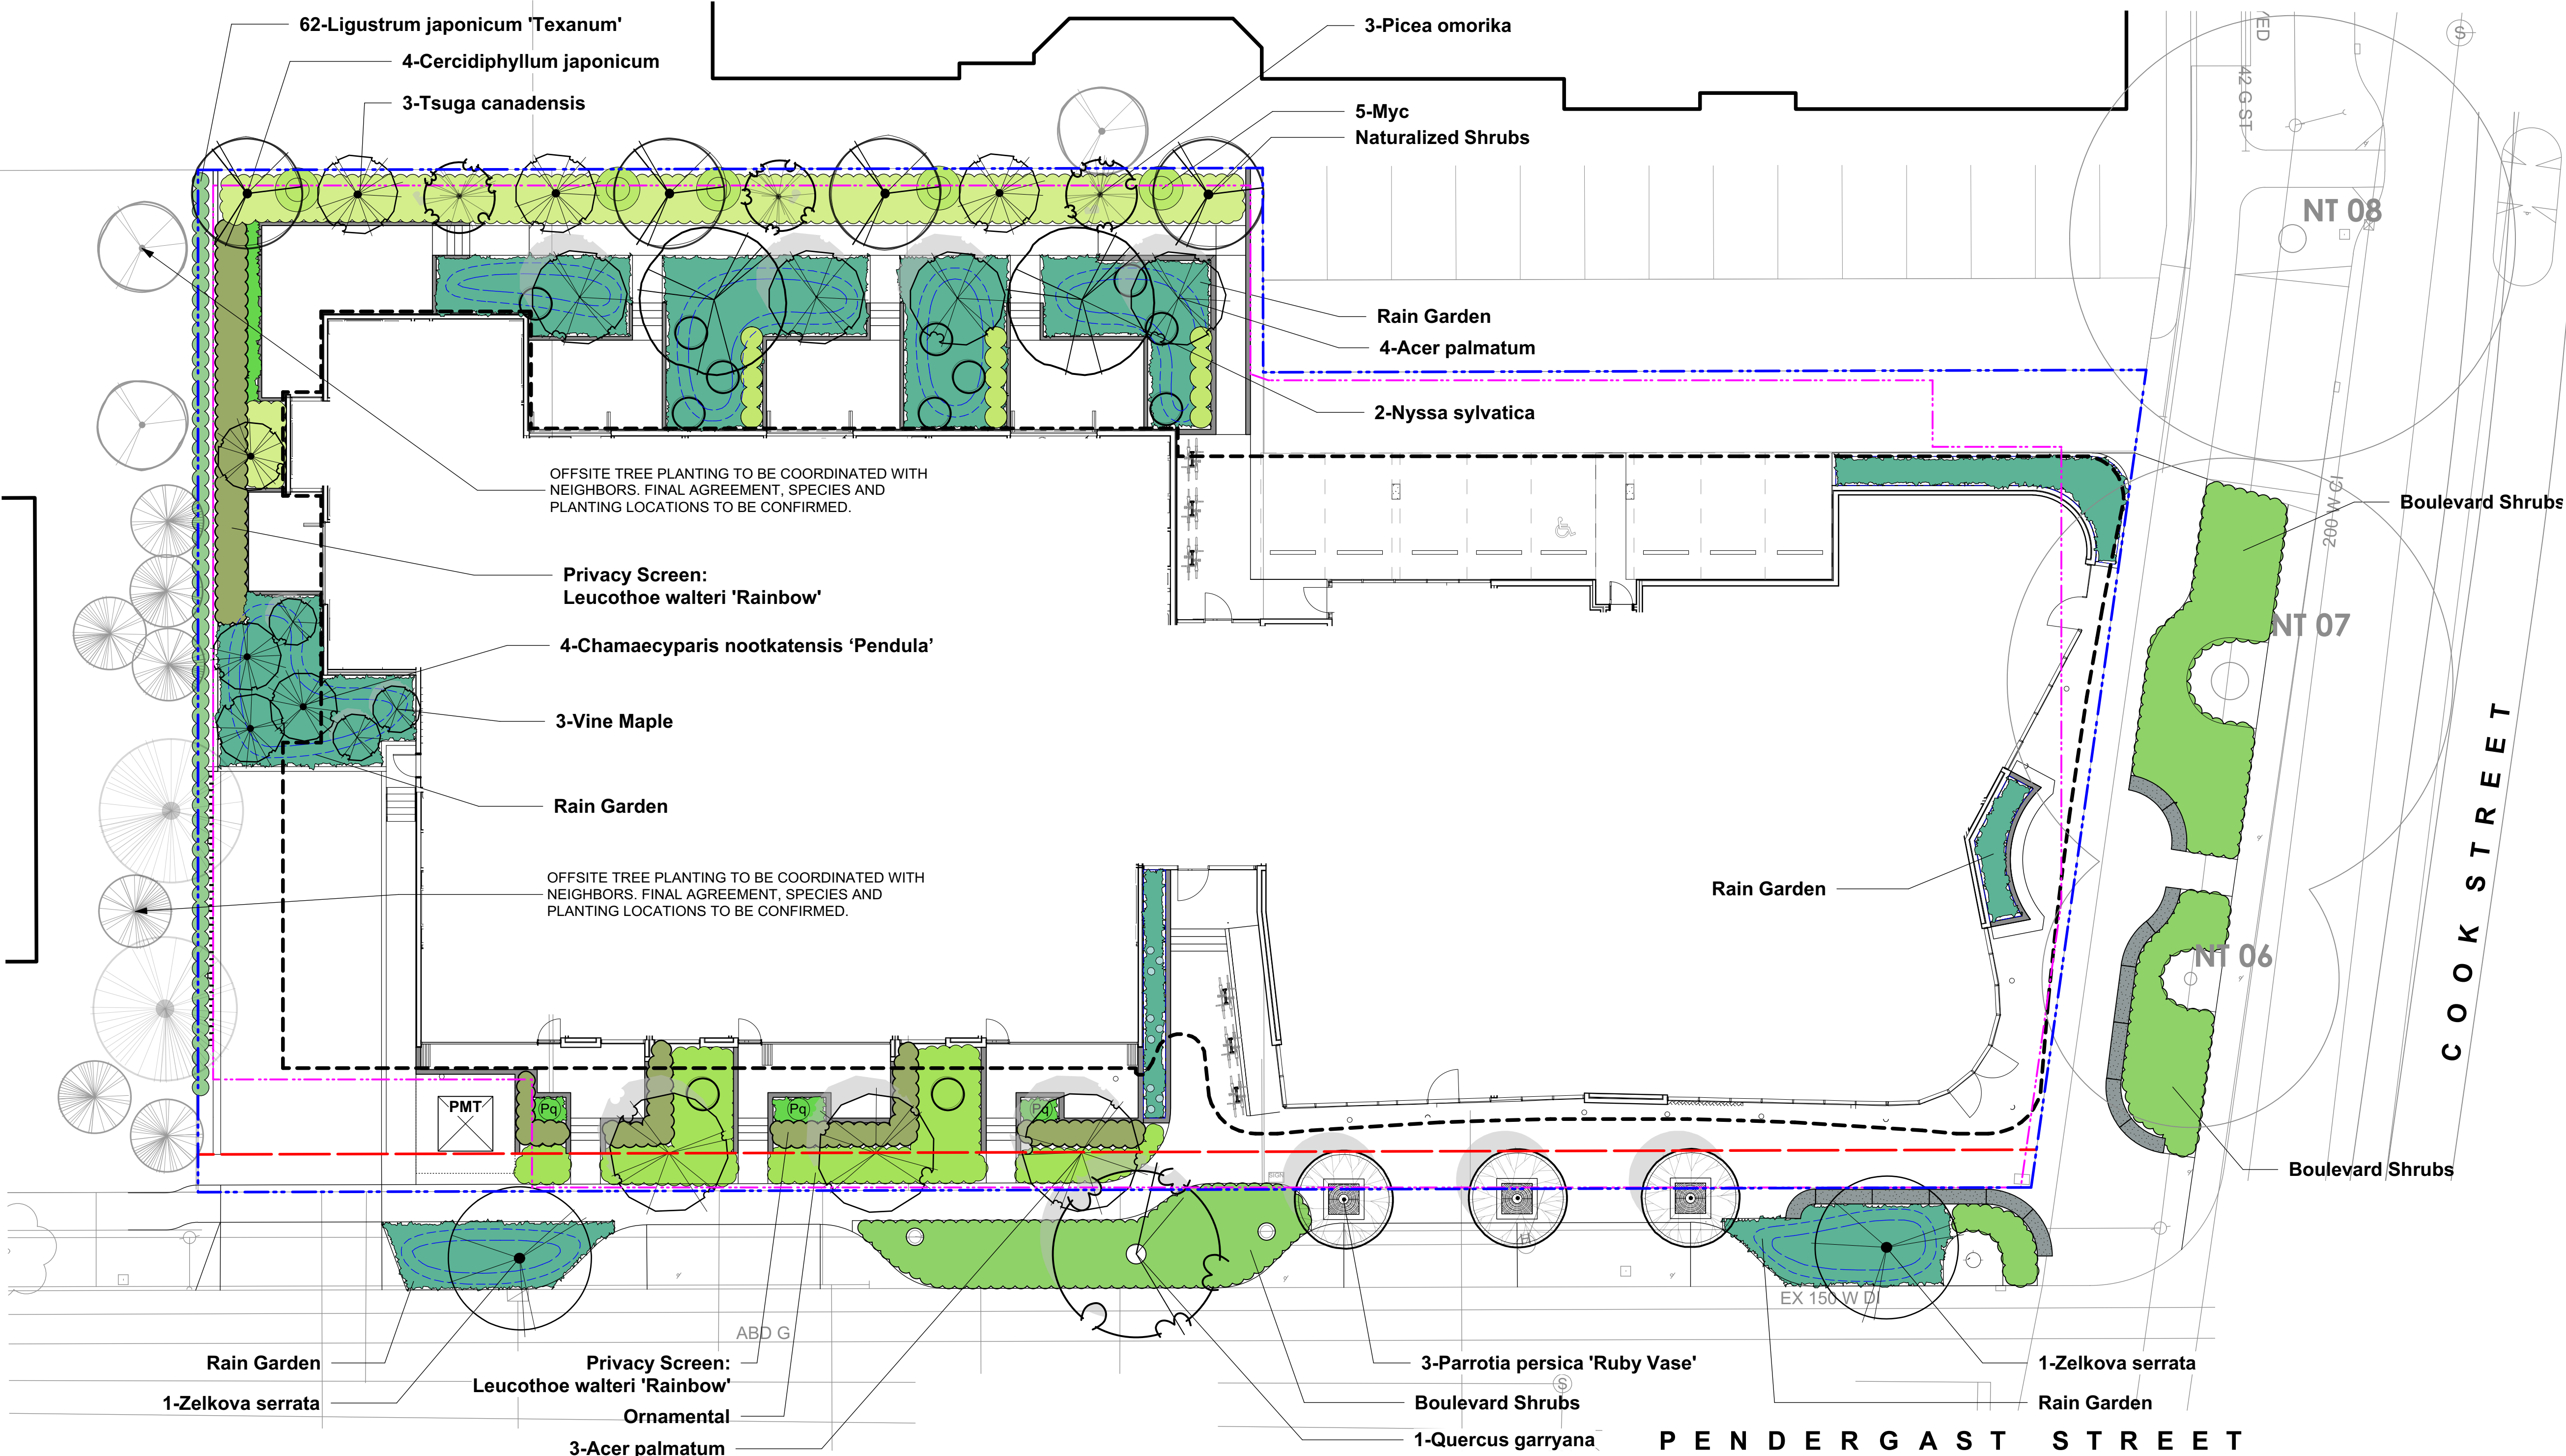 62-Ligustrum japonicum 'Texanum'
4-Cercidiphyllum japonicum
3-Tsuga canadensis
3-Picea omorika
5-Myc
Naturalized Shrubs
42 G ST
S
NT 08
Rain Garden
4-Acer palmatum
2-Nyssa sylvatica
OFFSITE TREE PLANTING TO BE COORDINATED WITH
NEIGHBORS. FINAL AGREEMENT, SPECIES AND
PLANTING LOCATIONS TO BE CONFIRMED.
Boulevard Shrubs
200 W CI
Privacy Screen:
Leucothoe walteri 'Rainbow'
NT 07
4-Chamaecyparis nootkatensis ‘Pendula’
3-Vine Maple
Rain Garden
OFFSITE TREE PLANTING TO BE COORDINATED WITH
NEIGHBORS. FINAL AGREEMENT, SPECIES AND
PLANTING LOCATIONS TO BE CONFIRMED.
Rain Garden
NT 06
COOK STREET
PMT
Pq
Pq
Pq
Boulevard Shrubs
EX 150 W DI
ABD G
Rain Garden
1-Zelkova serrata
Privacy Screen:
Leucothoe walteri 'Rainbow'
Ornamental
3-Acer palmatum
3-Parrotia persica 'Ruby Vase'
S
Boulevard Shrubs
1-Quercus garryana
1-Zelkova serrata
Rain Garden
PENDERGAST STREET